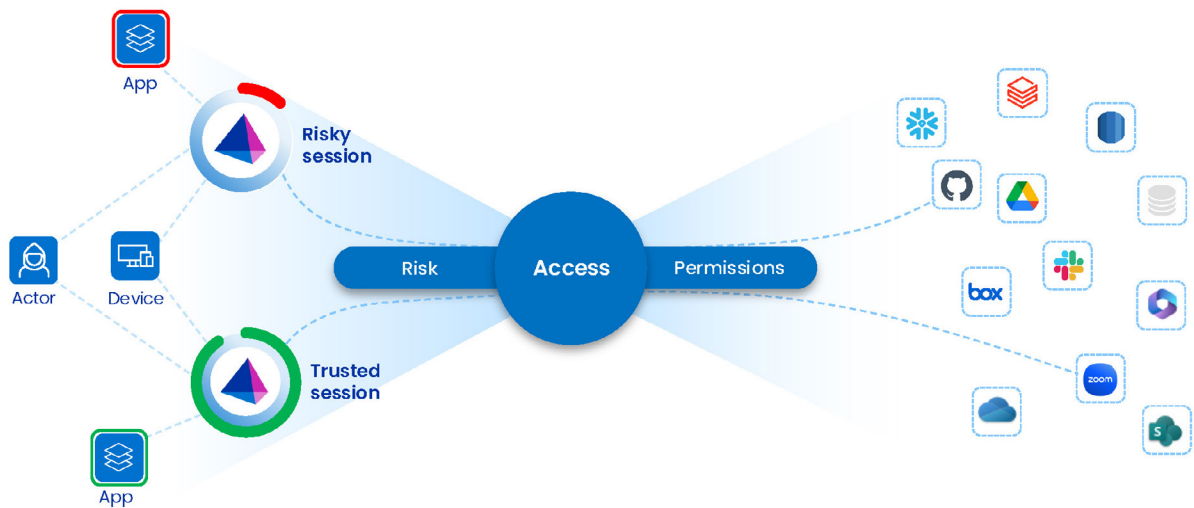 App
Risky
session
Actor
Device
Risk
Access
Permissions
box
zoom
S
Trusted
session
App